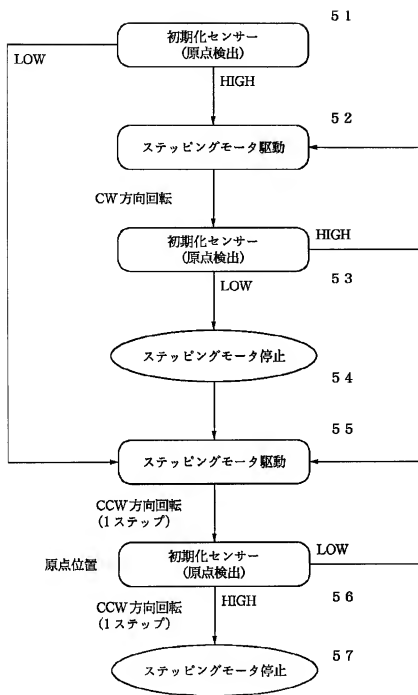 ５１
初期化センサー
(原点検出)
LOW
HIGH
５２
ステッピングモータ駆動
CW方向回転
初期化センサー
(原点検出)
HIGH
５３
LOW
ステッピングモータ停止
５４
５５
ステッピングモータ駆動
CCW方向回転
(1ステップ)
原点位置
初期化センサー
(原点検出)
LOW
５６
CCW方向回転
(1ステップ)
HIGH
５７
ステッピングモータ停止